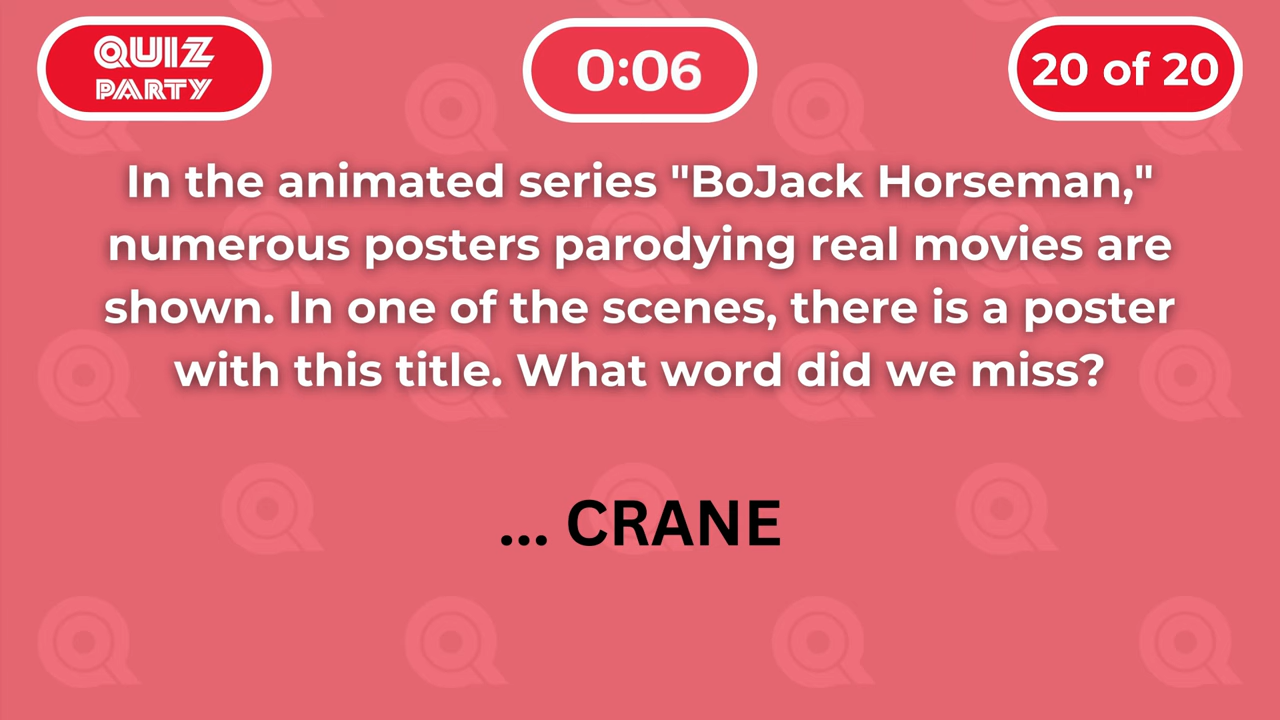 QUIZ
PARTY
0:06
20 of 20
In the animated series "BoJack Horseman,"
numerous posters parodying real movies are
shown. In one of the scenes, there is a poster
with this title. What word did we miss?
... CRANE